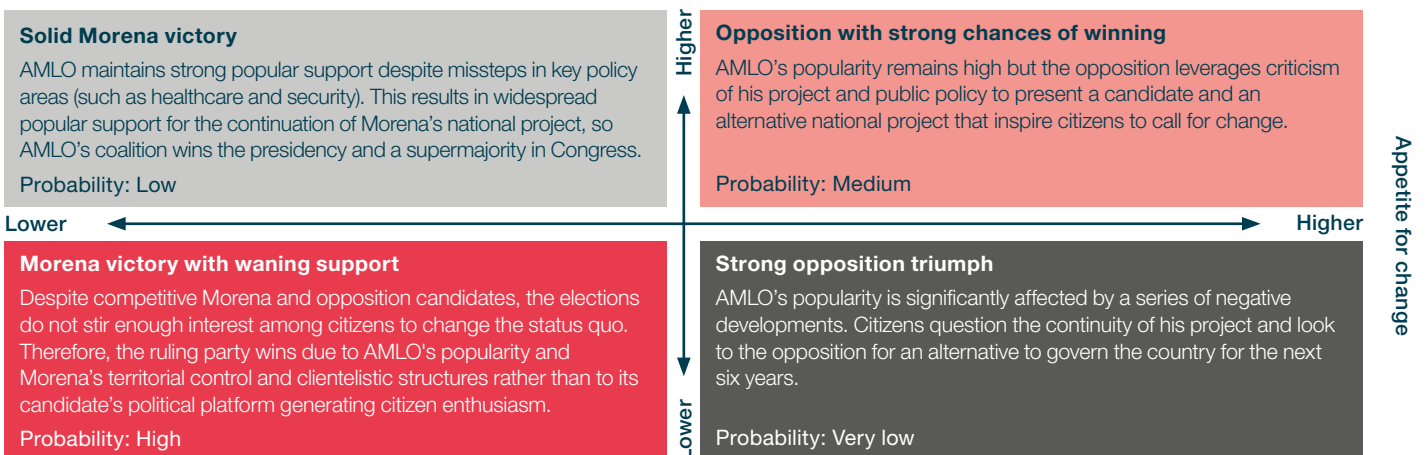 Solid Morena victory
AMLO maintains strong popular support despite missteps in key policy
areas (such as healthcare and security). This results in widespread
popular support for the continuation of Morena's national project, so
AMLO's coalition wins the presidency and a supermajority in Congress.
Probability: Low
Higher
Opposition with strong chances of winning
AMLO's popularity remains high but the opposition leverages criticism
of his project and public policy to present a candidate and an
alternative national project that inspire citizens to call for change.
Probability: Medium
Lower
Higher
Appetite for change
Morena victory with waning support
Despite competitive Morena and opposition candidates, the elections
do not stir enough interest among citizens to change the status quo.
Therefore, the ruling party wins due to AMLO's popularity and
Morena's territorial control and clientelistic structures rather than to its
candidate's political platform generating citizen enthusiasm.
Probability: High
Lower
Strong opposition triumph
AMLO's popularity is significantly affected by a series of negative
developments. Citizens question the continuity of his project and look
to the opposition for an alternative to govern the country for the next
six years.
Probability: Very low